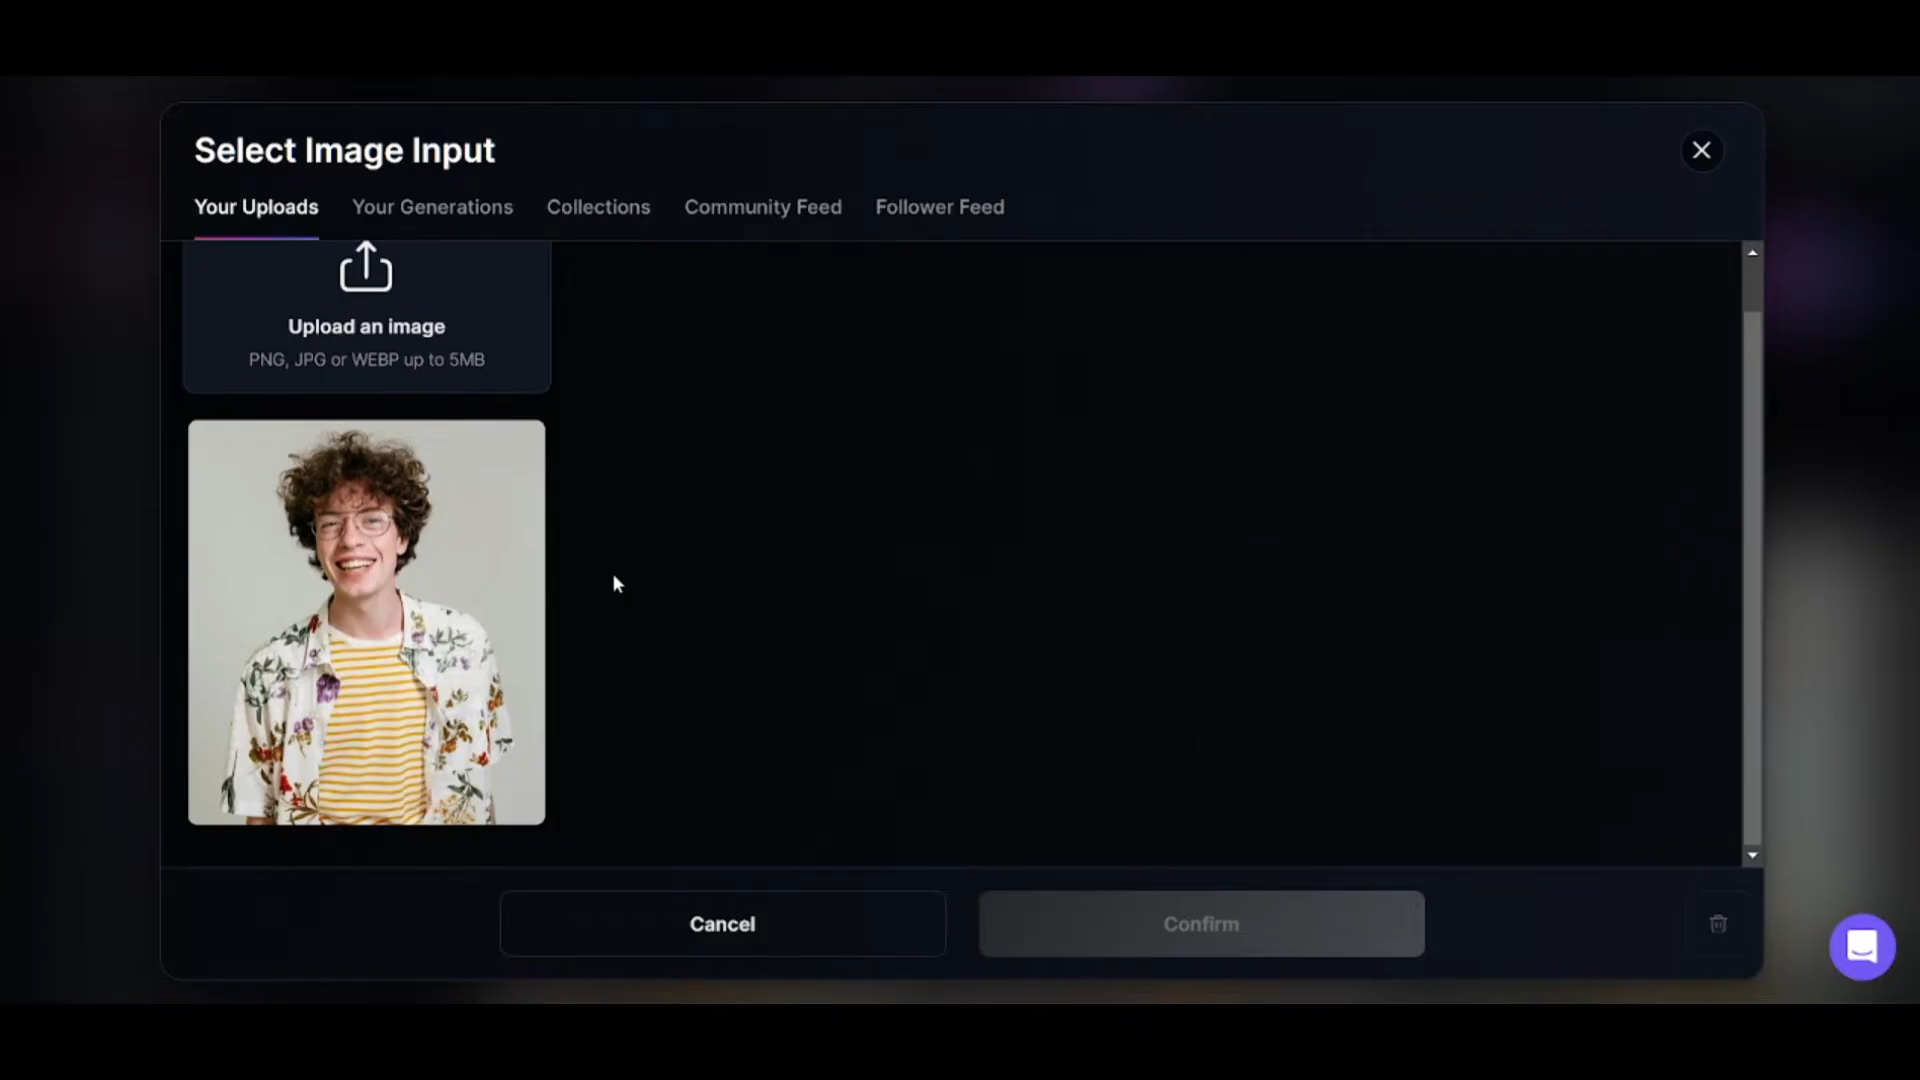 Select Image Input
Your Uploads Your Generations Collections Community Feed Follower Feed
Upload an image
PNG, JPG or WEBP up to 5MB
Cancel Confirm